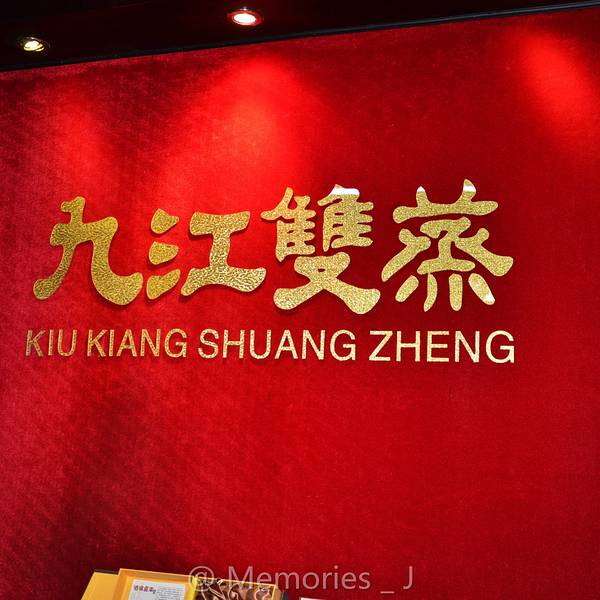 九江雙蒸
KIU KIANG SHUANG ZHENG
@ Memories _ J